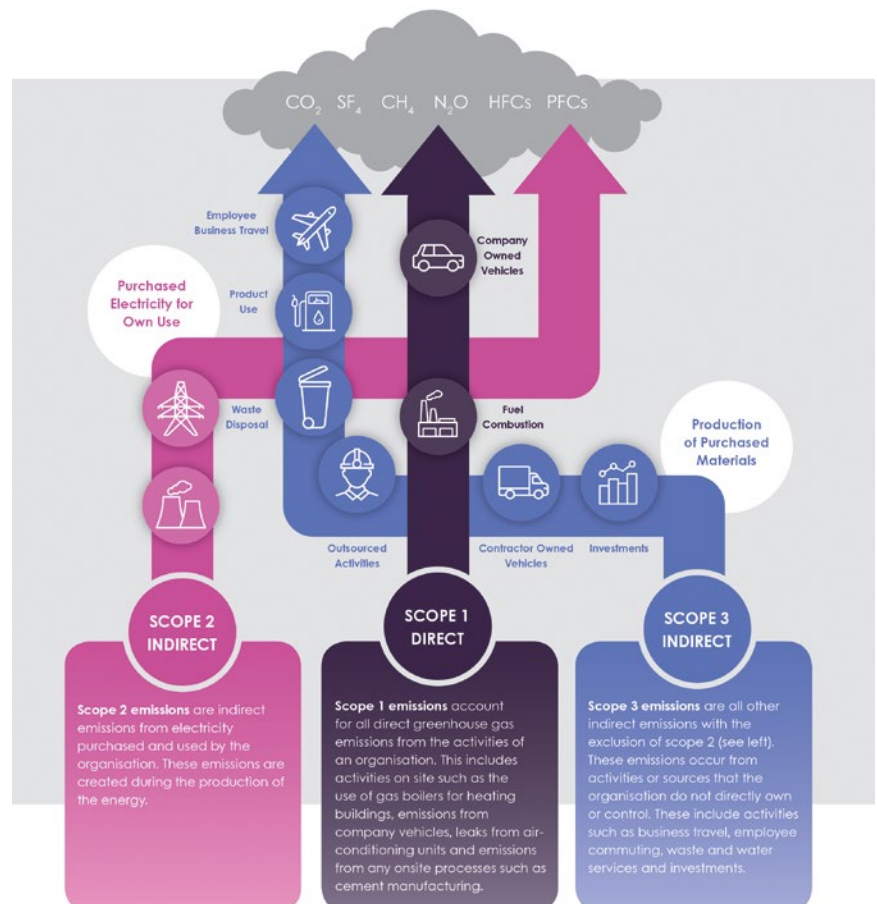 CO₂ SF₄ CH₄ N₂O HFCs PFCs
Employee
Business Travel
Company
Owned
Vehicles
Purchased
Electricity for
Own Use
Product
Use
Waste
Disposal
Fuel
Combustion
Production
of Purchased
Materials
Outsourced
Activities
Contractor Owned
Vehicles
Investments
SCOPE 2
INDIRECT
Scope 2 emissions are indirect
emissions from electricity
purchased and used by the
organisation. These emissions are
created during the production of
the energy.
SCOPE 1
DIRECT
Scope 1 emissions account
for all direct greenhouse gas
emissions from the activities of
an organisation. This includes
activities on site such as the
use of gas boilers for heating
buildings, emissions from
company vehicles, leaks from air-
conditioning units and emissions
from any onsite processes such as
cement manufacturing.
SCOPE 3
INDIRECT
Scope 3 emissions are all other
indirect emissions with the
exclusion of scope 2 (see left).
These emissions occur from
activities or sources that the
organisation do not directly own
or control. These include activities
such as business travel, employee
commuting, waste and water
services and investments.